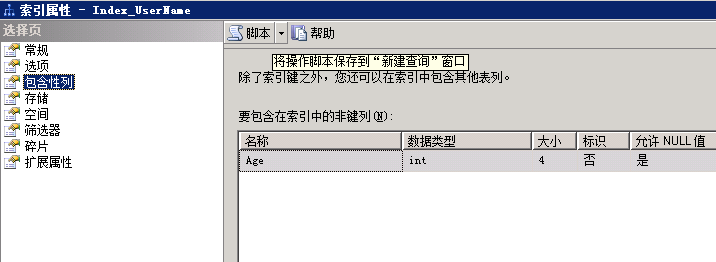 索引属性 - Index_UserName
选择页
常规
选项
包含性列
存储
空间
筛选器
碎片
扩展属性
脚本 帮助
将操作脚本保存到“新建查询”窗口
除了索引键之外，您还可以在索引中包含其他表列。
要包含在索引中的非键列(N):
名称 数据类型 大小 标识 允许 NULL 值
Age int 4 否 是